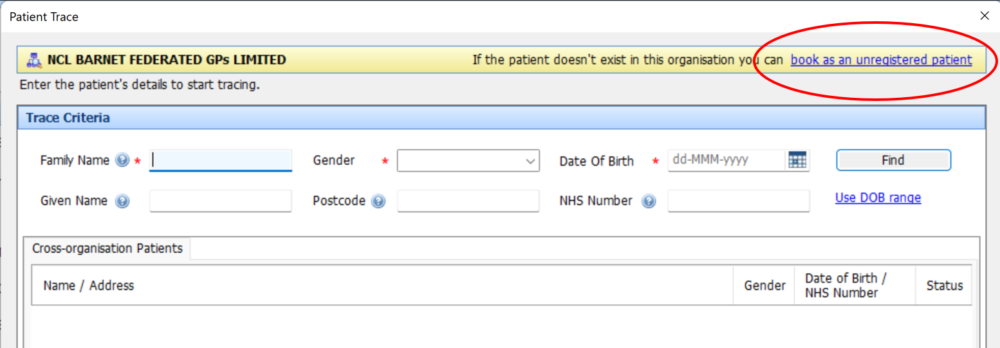 Patient Trace
NCL BARNET FEDERATED GPs LIMITED If the patient doesn't exist in this organisation you can book as an unregistered patient
Enter the patient's details to start tracing.
Trace Criteria
Family Name * Gender * Date Of Birth * dd-MMM-yyyy Find
Given Name Postcode NHS Number Use DOB range
Cross-organisation Patients
Name / Address Gender Date of Birth / NHS Number Status